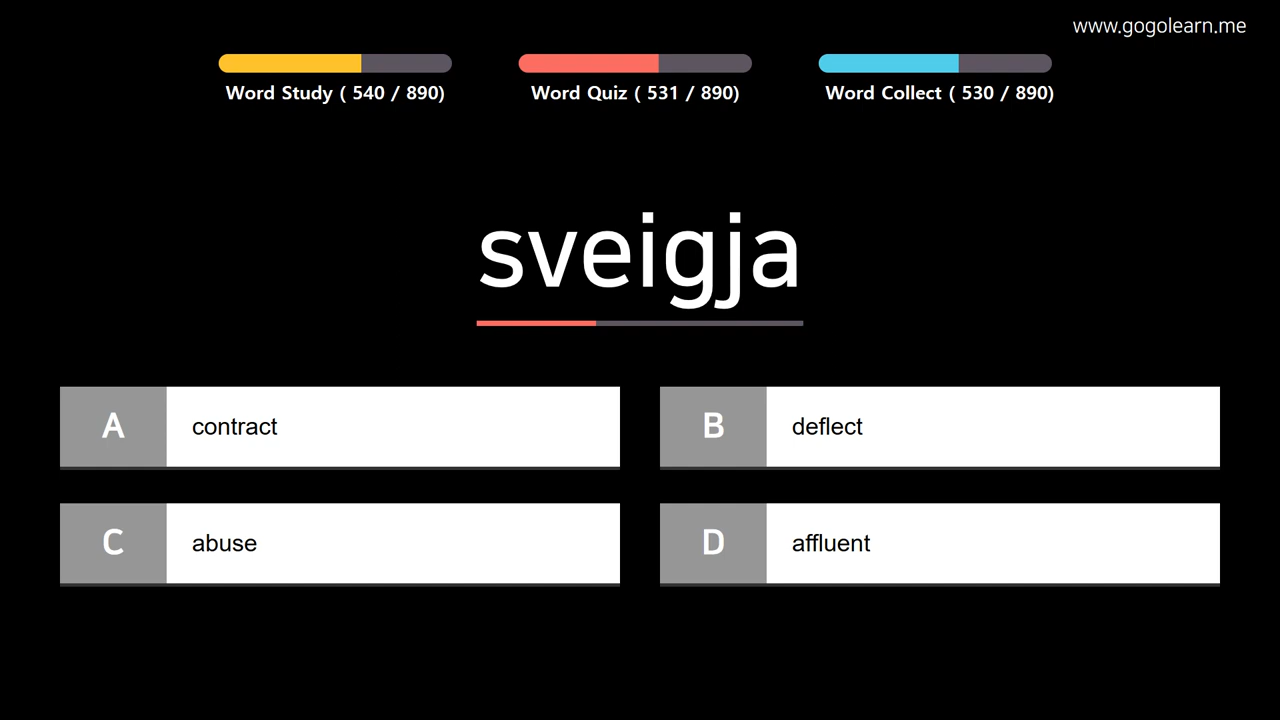 www.gogolearn.me
Word Study ( 540 / 890)
Word Quiz ( 531 / 890)
Word Collect ( 530 / 890)
sveigja
A contract
B deflect
C abuse
D affluent